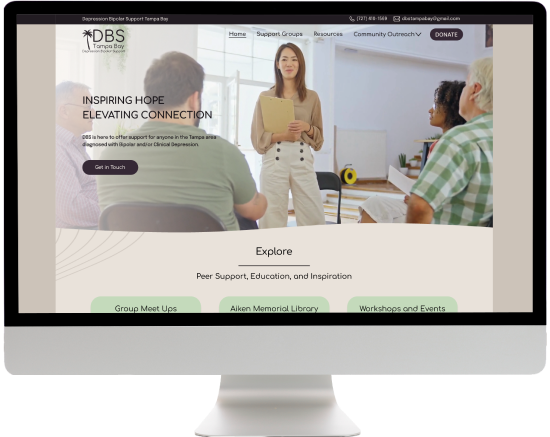 Depression Bipolar Support Tampa Bay
(727) 410-1569 dbstampabay@gmail.com
DBS
Tampa Bay
Depression Bipolar Support
Home Support Groups Resources Community Outreach DONATE
INSPIRING HOPE
ELEVATING CONNECTION
DBS is here to offer support for anyone in the Tampa area
diagnosed with Bipolar and/or Clinical Depression.
Get in Touch
Explore
Peer Support, Education, and Inspiration
Group Meet Ups Aiken Memorial Library Workshops and Events